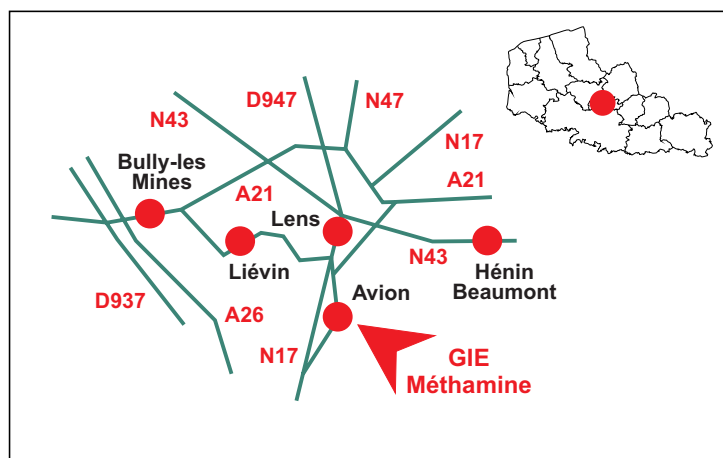 D947
N47
N43
N17
Bully-les
Mines
A21
A21
Lens
Liévin
N43
Hénin
Beaumont
D937
Avion
A26
N17
GIE
Méthamine